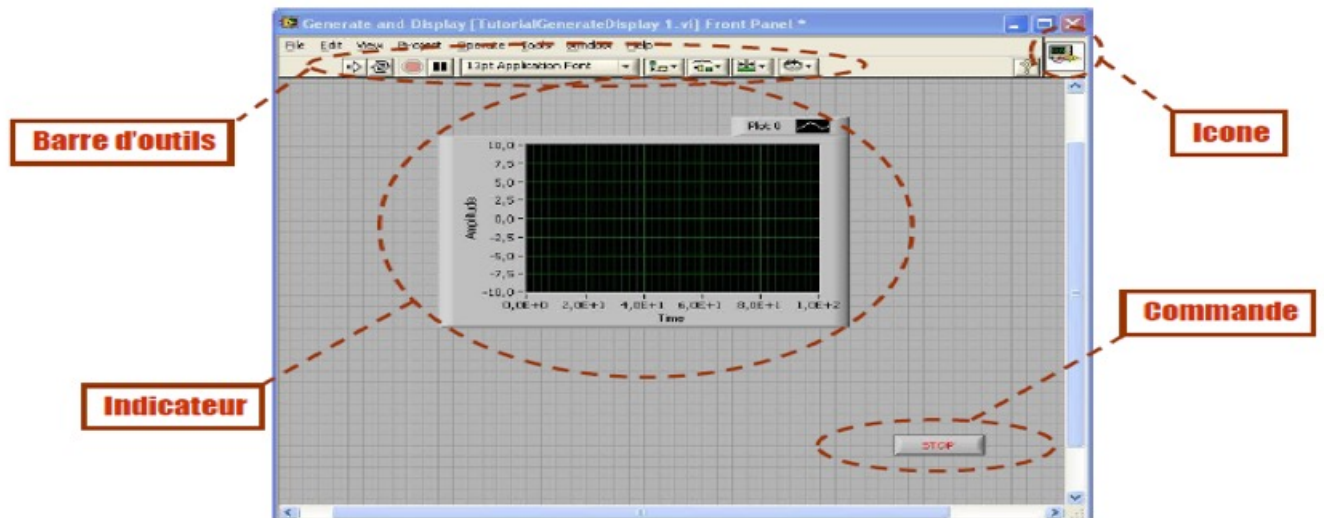 Generate and Display [TutorialGenerateDisplay 1.vi] Front Panel *
File Edit View Project Operate Tools Window Help
13pt Application Font
Barre d'outils
Icone
Plot 0
10,0
7,5
5,0
2,5
0,0
-2,5
-5,0
-7,5
-10,0
Amplitude
0,0E+0 2,0E+1 4,0E+1 6,0E+1 8,0E+1 1,0E+2
Time
Commande
Indicateur
STOP